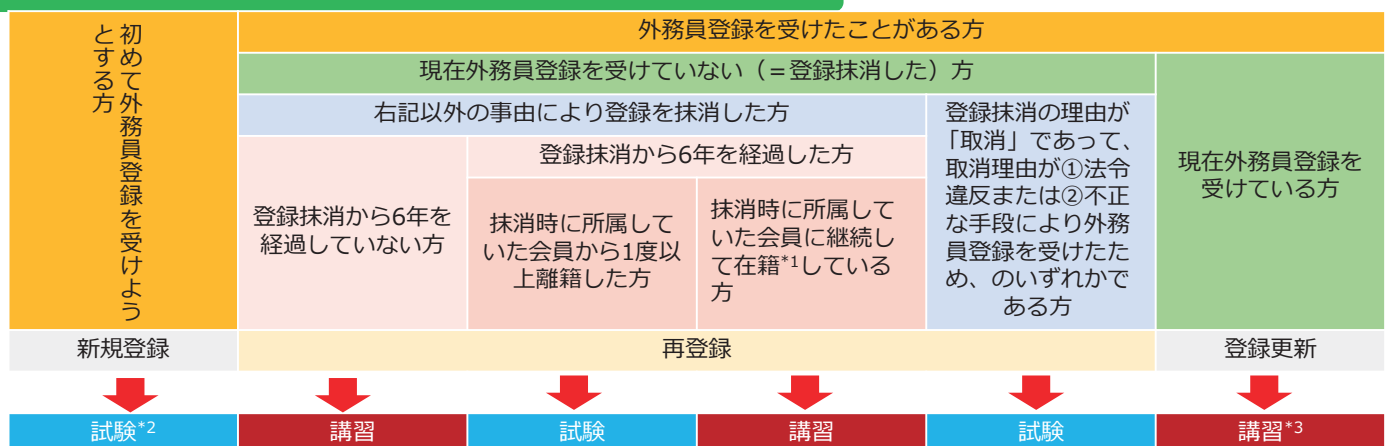 初めて外務員登録を受けよう
とする方
外務員登録を受けたことがある方
現在外務員登録を受けていない（＝登録抹消した）方
右記以外の事由により登録を抹消した方
登録抹消から6年を
経過していない方
登録抹消から6年を経過した方
抹消時に所属して
いた会員から1度以
上離籍した方
抹消時に所属して
いた会員に継続し
て在籍*1している
方
登録抹消の理由が
「取消」であって、
取消理由が①法令
違反または②不正
な手段により外務
員登録を受けたた
め、のいずれかで
ある方
現在外務員登録を
受けている方
新規登録
再登録
登録更新
試験*2
講習
試験
講習
試験
講習*3